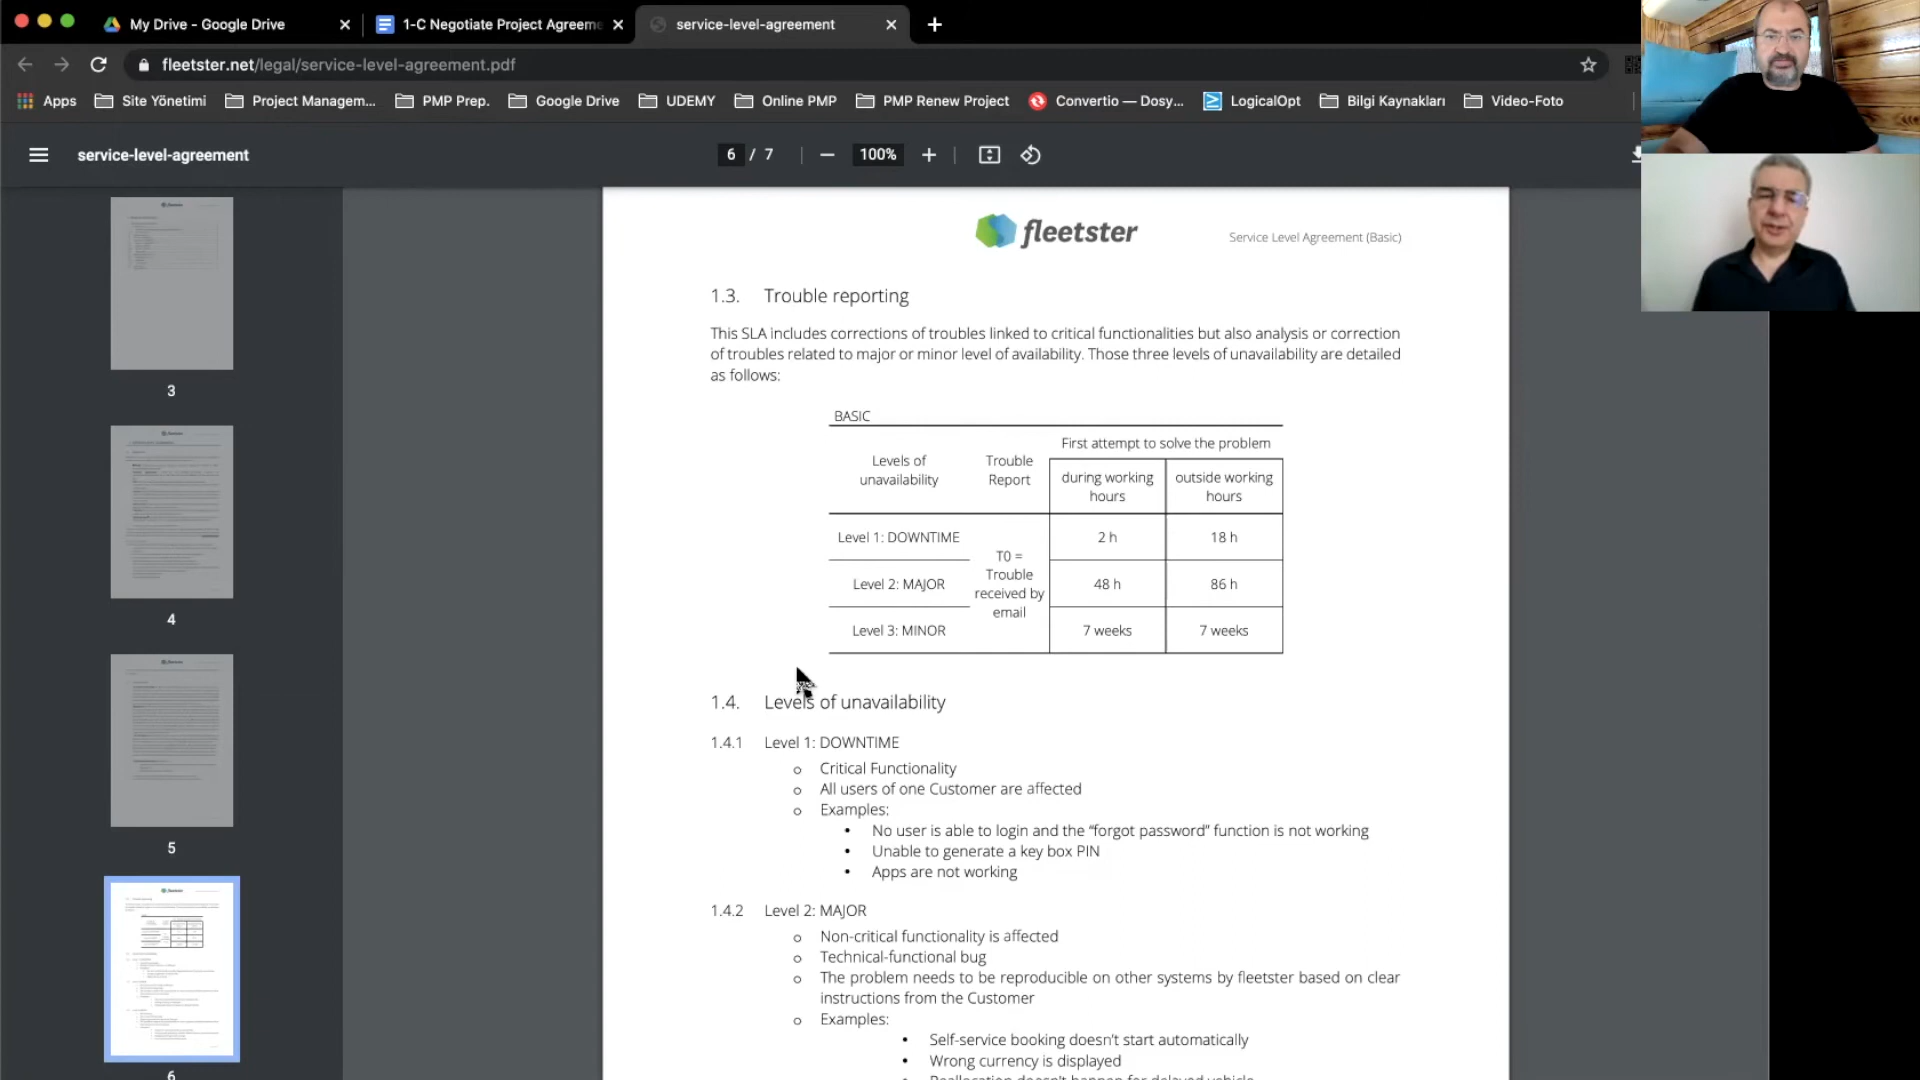 My Drive - Google Drive
1-C Negotiate Project Agreeme
service-level-agreement
fleetster.net/legal/service-level-agreement.pdf
Apps
Site Yönetimi
Project Managem...
PMP Prep.
Google Drive
UDEMY
Online PMP
PMP Renew Project
Convertio — Dosy...
LogicalOpt
Bilgi Kaynakları
Video-Foto
service-level-agreement
6 / 7
100%
3
4
5
6
fleetster
Service Level Agreement (Basic)
1.3. Trouble reporting
This SLA includes corrections of troubles linked to critical functionalities but also analysis or correction
of troubles related to major or minor level of availability. Those three levels of unavailability are detailed
as follows:
BASIC
Levels of
unavailability
Trouble
Report
First attempt to solve the problem
during working
hours
outside working
hours
Level 1: DOWNTIME
T0 =
Trouble
received by
email
2 h
18 h
Level 2: MAJOR
48 h
86 h
Level 3: MINOR
7 weeks
7 weeks
1.4. Levels of unavailability
1.4.1 Level 1: DOWNTIME
o Critical Functionality
o All users of one Customer are affected
o Examples:
• No user is able to login and the “forgot password” function is not working
• Unable to generate a key box PIN
• Apps are not working
1.4.2 Level 2: MAJOR
o Non-critical functionality is affected
o Technical-functional bug
o The problem needs to be reproducible on other systems by fleetster based on clear
instructions from the Customer
o Examples:
• Self-service booking doesn't start automatically
• Wrong currency is displayed
• Reallocation doesn't happen for delayed vehicle